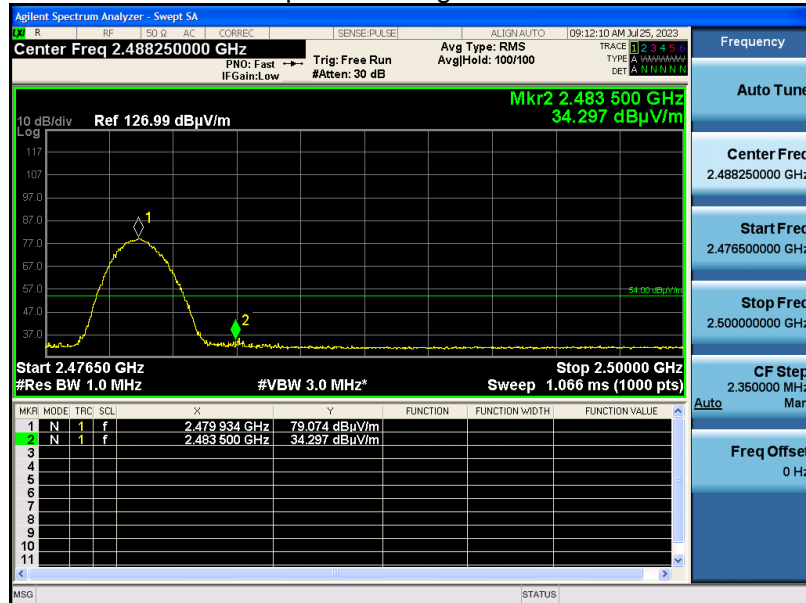 Agilent Spectrum Analyzer - Swept SA
LXI R RF 50 Ω AC CORREC SENSE:PULSE ALIGN AUTO 09:12:10 AM Jul 25, 2023
Center Freq 2.488250000 GHz
PNO: Fast
IFGain:Low
Trig: Free Run
#Atten: 30 dB
Avg Type: RMS
Avg|Hold: 100/100
TRACE 1 2 3 4 5 6
TYPE A WWWWW
DET A N N N N N
Mkr2 2.483 500 GHz
34.297 dBµV/m
10 dB/div Ref 126.99 dBµV/m
Log
117
107
97.0
87.0
77.0
67.0
57.0
47.0
37.0
1
2
54.00 dBµV/m
Start 2.47650 GHz Stop 2.50000 GHz
#Res BW 1.0 MHz #VBW 3.0 MHz* Sweep 1.066 ms (1000 pts)
MKR MODE TRC SCL X Y FUNCTION FUNCTION WIDTH FUNCTION VALUE
1 N 1 f 2.479 934 GHz 79.074 dBµV/m
2 N 1 f 2.483 500 GHz 34.297 dBµV/m
3
4
5
6
7
8
9
10
11
MSG STATUS
Frequency
Auto Tune
Center Freq
2.488250000 GHz
Start Freq
2.476500000 GHz
Stop Freq
2.500000000 GHz
CF Step
2.350000 MHz
Auto Man
Freq Offset
0 Hz